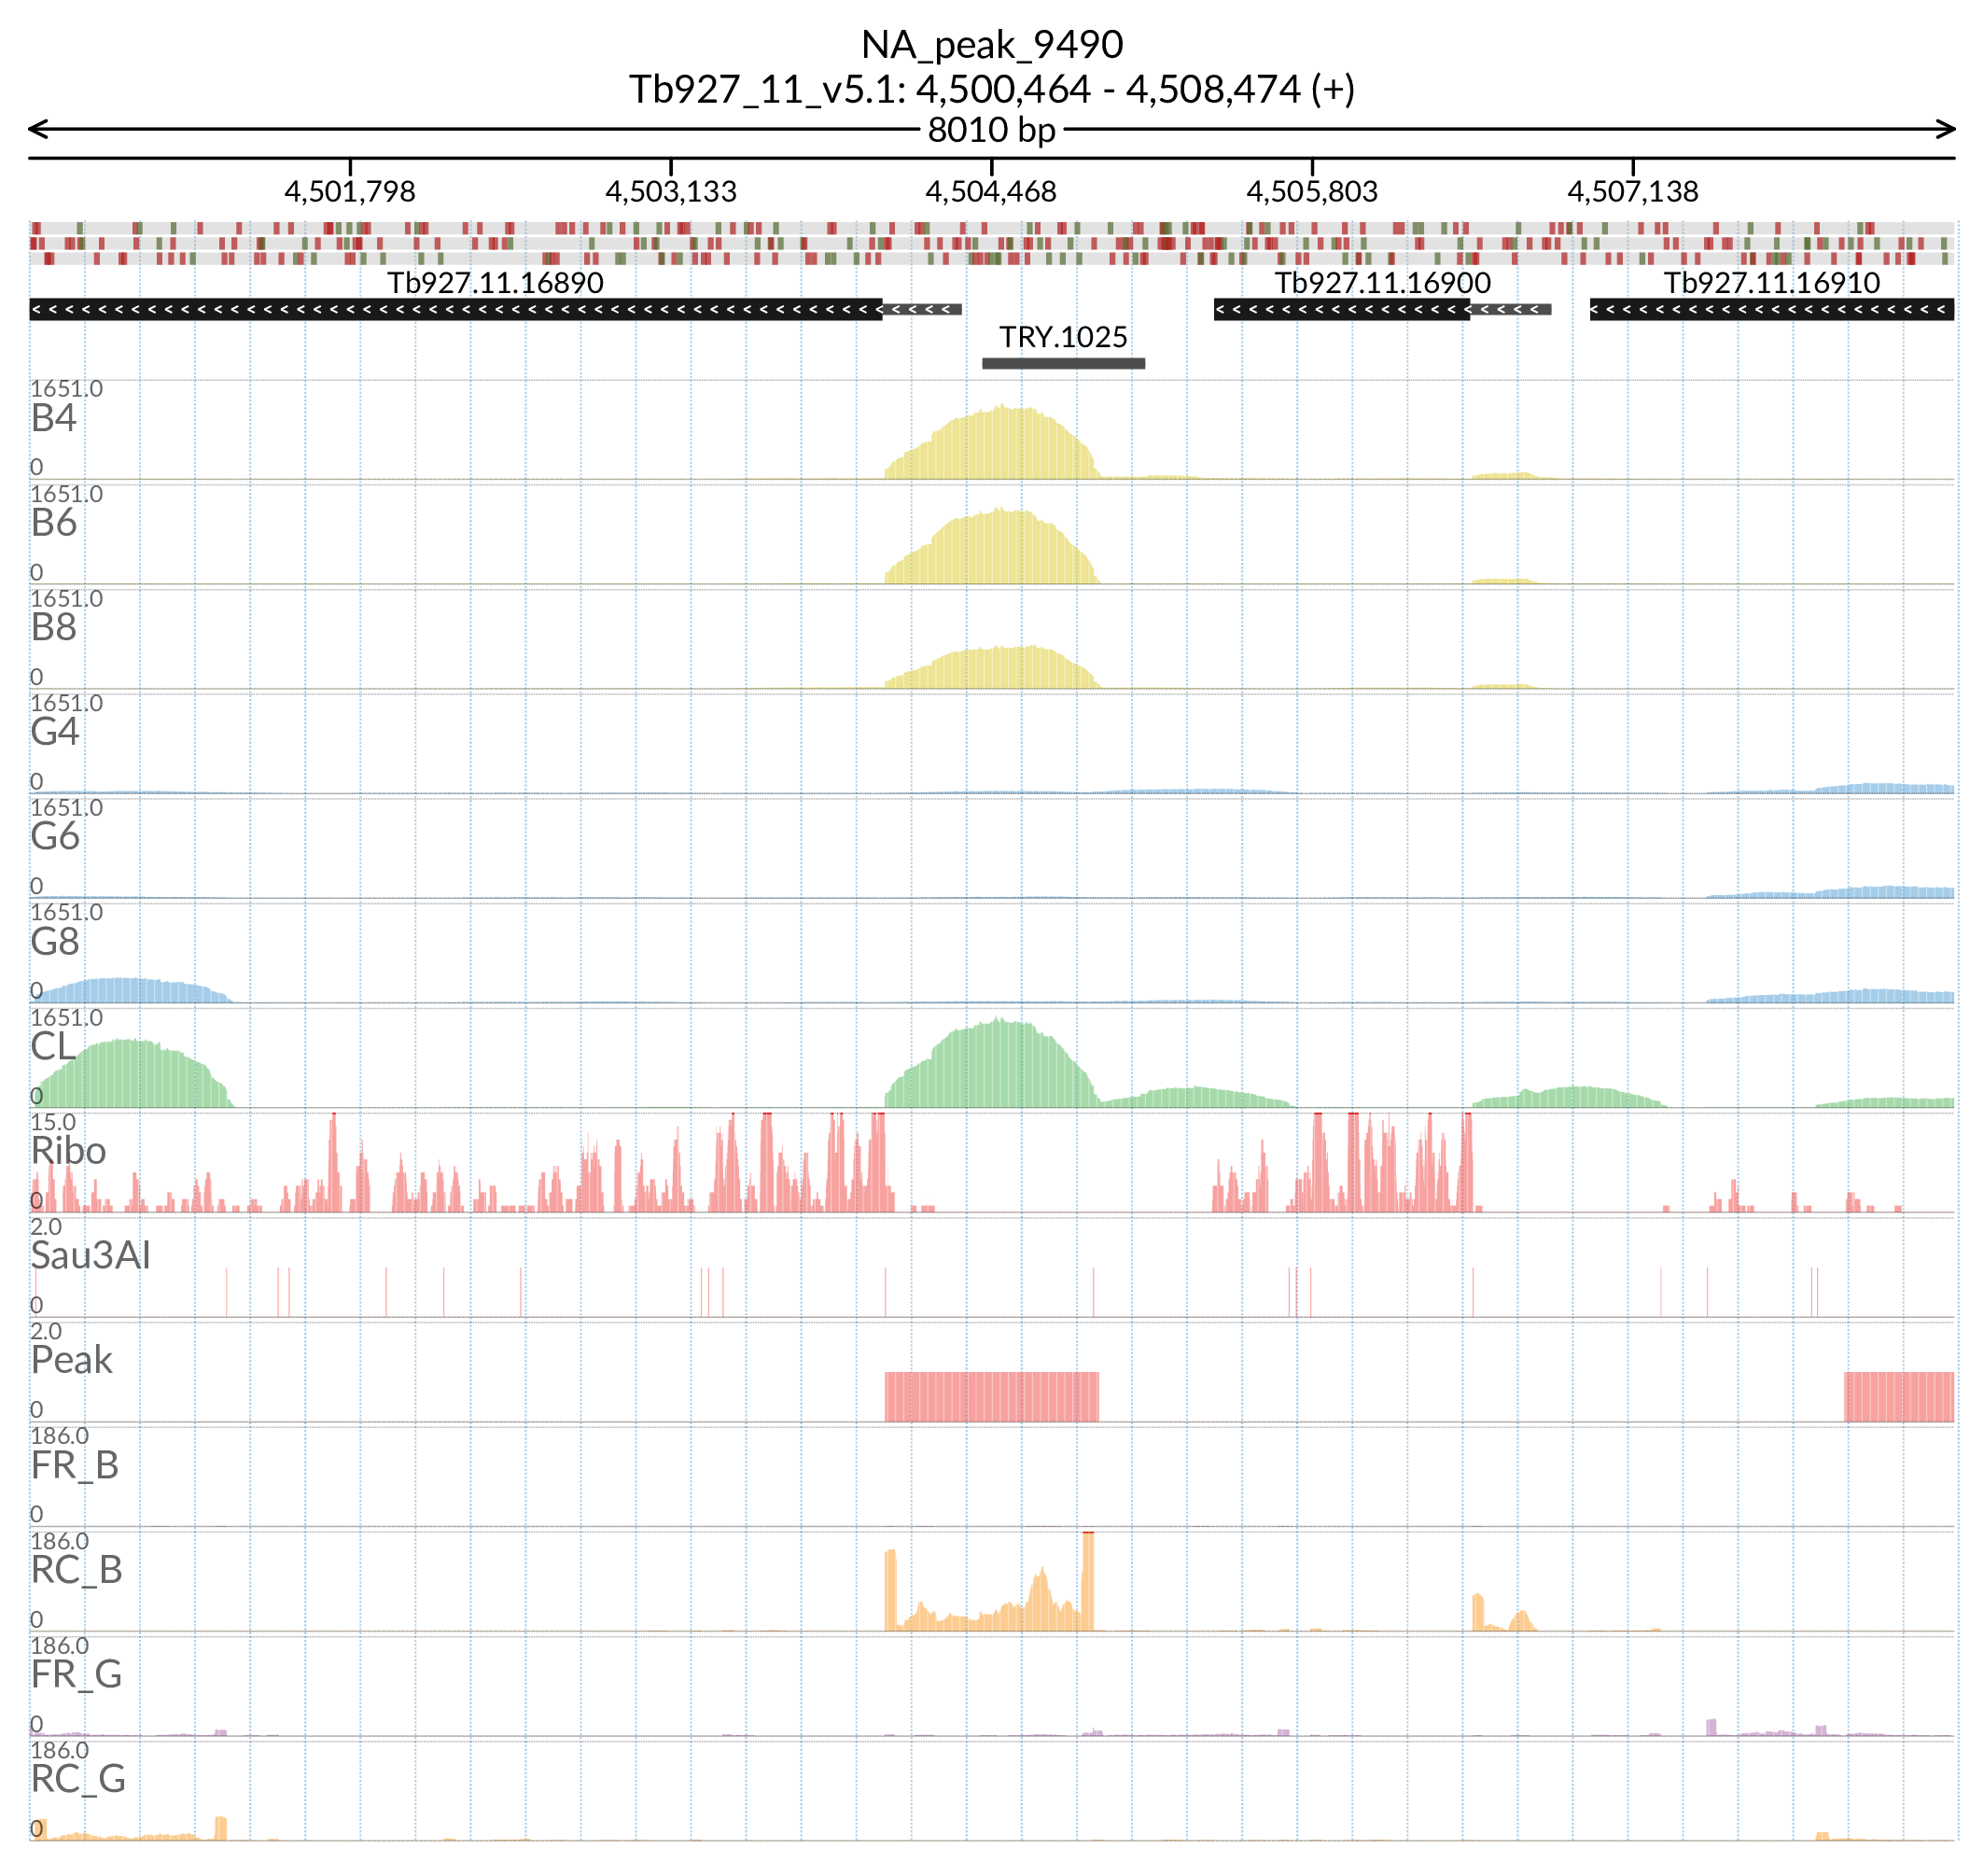 NA_peak_9490
Tb927_11_v5.1: 4,500,464 - 4,508,474 (+)
8010 bp
4,501,798 4,503,133 4,504,468 4,505,803 4,507,138
Tb927.11.16890 Tb927.11.16900 Tb927.11.16910
TRY.1025
1651.0
B4
0
1651.0
B6
0
1651.0
B8
0
1651.0
G4
0
1651.0
G6
0
1651.0
G8
0
1651.0
CL
0
15.0
Ribo
0
2.0
Sau3AI
0
2.0
Peak
0
186.0
FR_B
0
186.0
RC_B
0
186.0
FR_G
0
186.0
RC_G
0